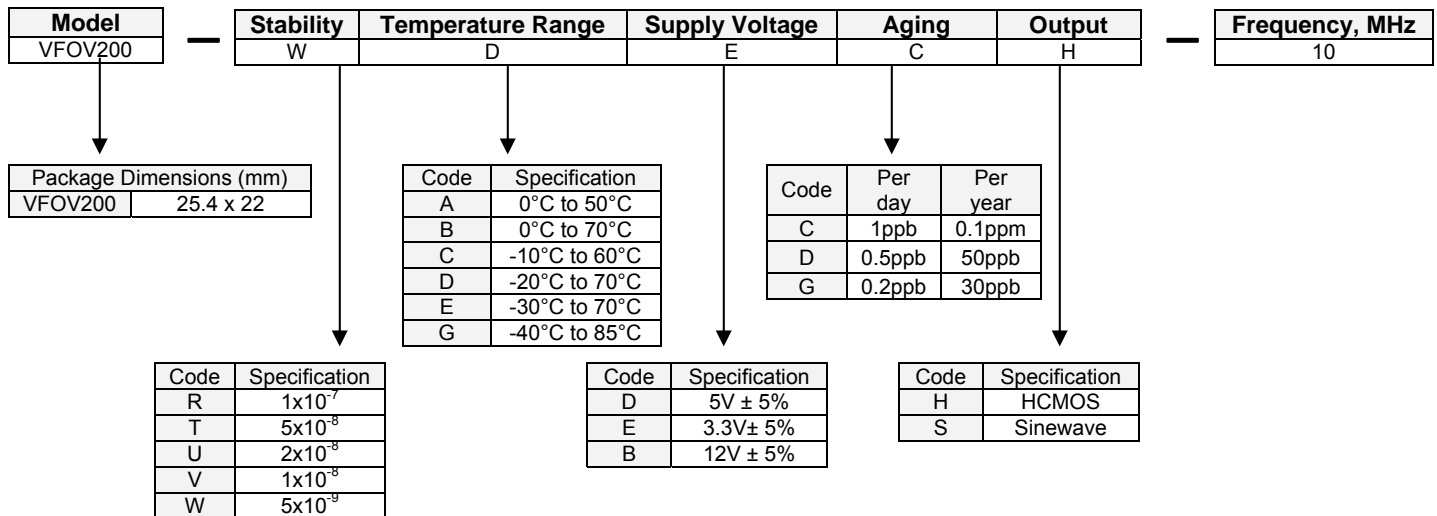 Model Stability Temperature Range Supply Voltage Aging Output Frequency, MHz
VFOV200 — W D E C H — 10
Package Dimensions (mm)
VFOV200 25.4 x 22
Code Specification
A 0°C to 50°C
B 0°C to 70°C
C -10°C to 60°C
D -20°C to 70°C
E -30°C to 70°C
G -40°C to 85°C
Code Per day Per year
C 1ppb 0.1ppm
D 0.5ppb 50ppb
G 0.2ppb 30ppb
Code Specification
R 1x10⁻⁷
T 5x10⁻⁸
U 2x10⁻⁸
V 1x10⁻⁸
W 5x10⁻⁹
Code Specification
D 5V ± 5%
E 3.3V± 5%
B 12V ± 5%
Code Specification
H HCMOS
S Sinewave